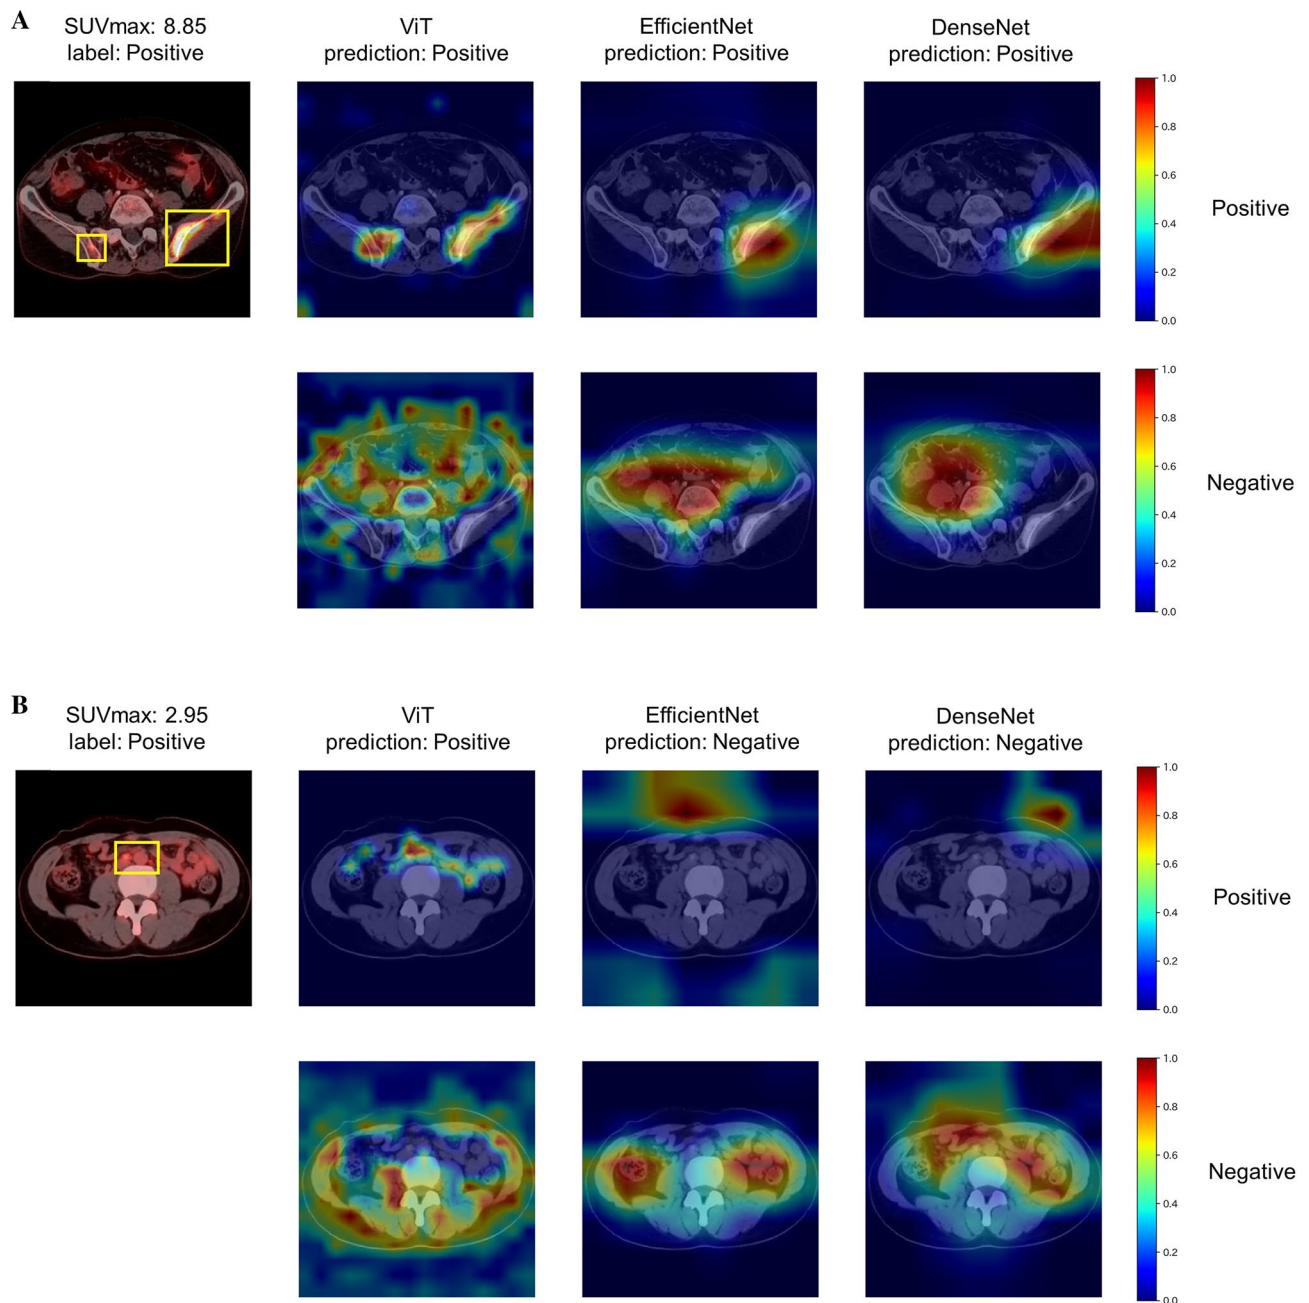 A
SUVmax: 8.85
label: Positive
ViT
prediction: Positive
EfficientNet
prediction: Positive
DenseNet
prediction: Positive
1.0
0.8
0.6
0.4
0.2
0.0
Positive
1.0
0.8
0.6
0.4
0.2
0.0
Negative
B
SUVmax: 2.95
label: Positive
ViT
prediction: Positive
EfficientNet
prediction: Negative
DenseNet
prediction: Negative
1.0
0.8
0.6
0.4
0.2
0.0
Positive
1.0
0.8
0.6
0.4
0.2
0.0
Negative